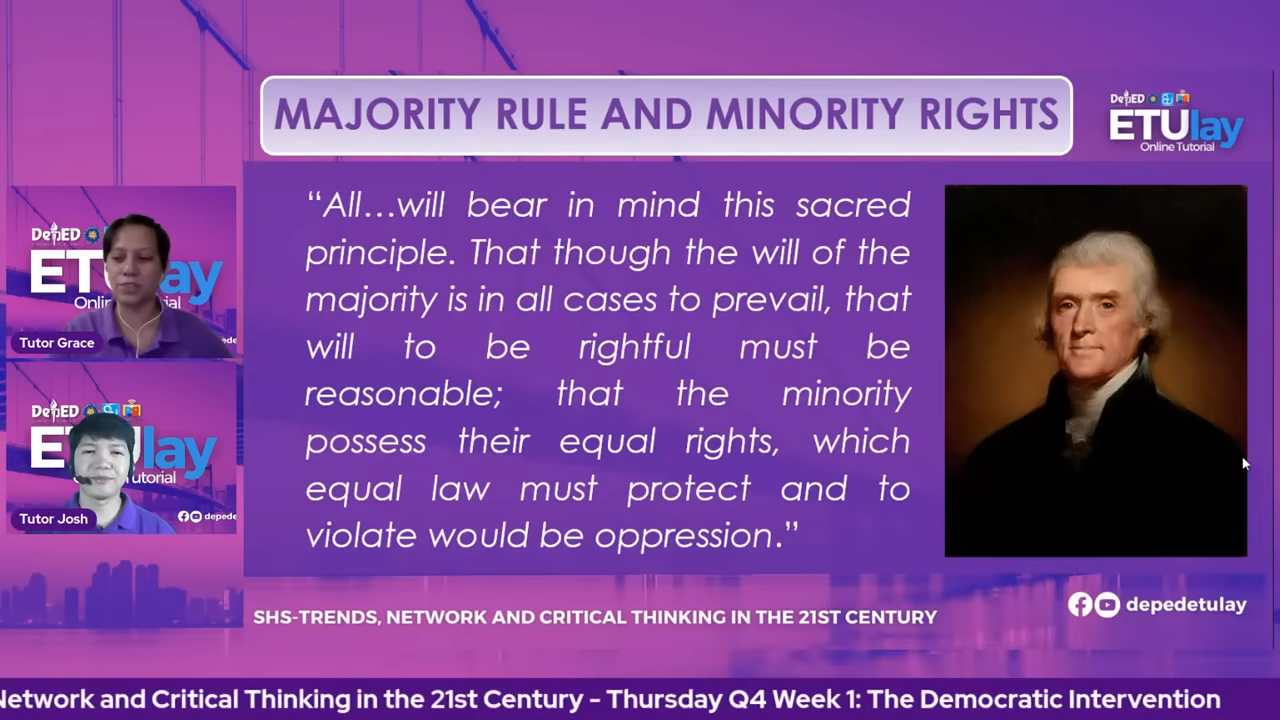 MAJORITY RULE AND MINORITY RIGHTS
DepED
ETUlay
Online Tutorial
“All...will bear in mind this sacred
principle. That though the will of the
majority is in all cases to prevail, that
will to be rightful must be
reasonable; that the minority
possess their equal rights, which
equal law must protect and to
violate would be oppression.”
DepED
Tutor Grace
DepED
Tutor Josh
depede
SHS-TRENDS, NETWORK AND CRITICAL THINKING IN THE 21ST CENTURY
depedetulay
Network and Critical Thinking in the 21st Century - Thursday Q4 Week 1: The Democratic Intervention